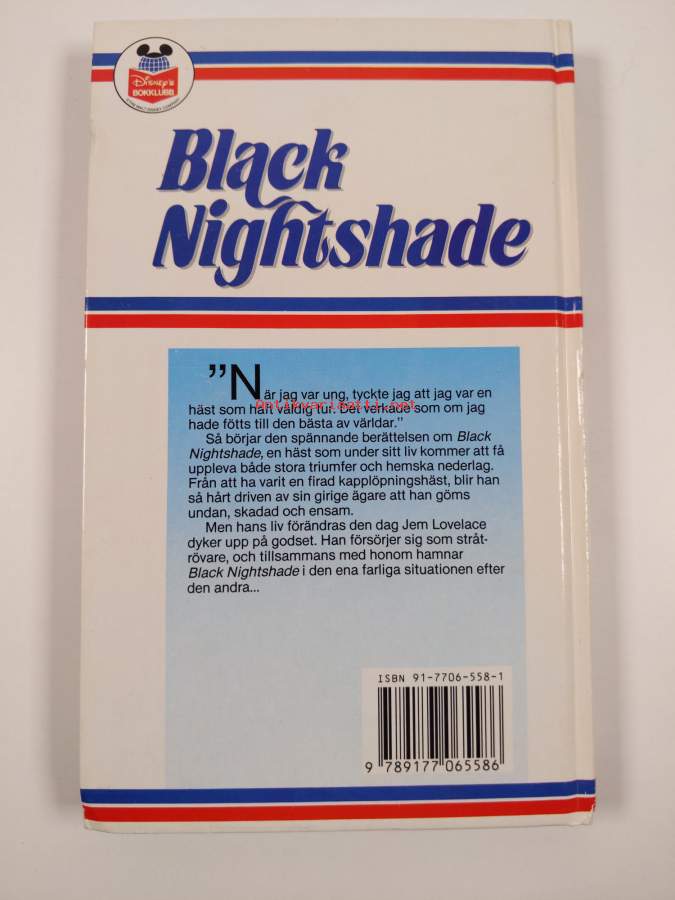 Disney's
BOKKLUBB
Black
Nightshade
”När jag var ung, tyckte jag att jag var en
häst som haft väldig tur. Det verkade som om jag
Antikvariaatti.net
hade fötts till den bästa av världar.”
Så börjar den spännande berättelsen om Black
Nightshade, en häst som under sitt liv kommer att få
uppleva både stora triumfer och hemska nederlag.
Från att ha varit en firad kapplöpningshäst, blir han
så hårt driven av sin girige ägare att han göms
undan, skadad och ensam.
Men hans liv förändras den dag Jem Lovelace
dyker upp på godset. Han försörjer sig som stråt-
rövare, och tillsammans med honom hamnar
Black Nightshade i den ena farliga situationen efter
den andra...
ISBN 91-7706-558-1
9 789177 065586